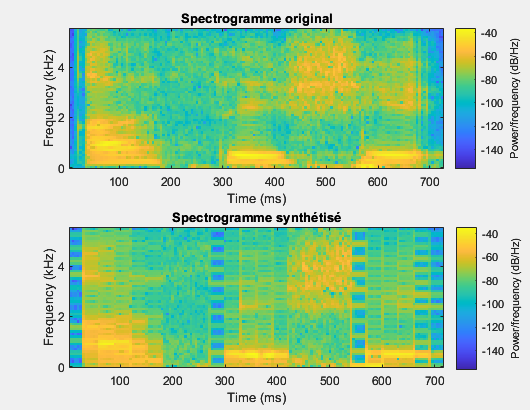 Spectrogramme original
Frequency (kHz)
4
2
0
100 200 300 400 500 600 700
Time (ms)
-40
-60
-80
-100
-120
-140
Power/frequency (dB/Hz)
Spectrogramme synthétisé
Frequency (kHz)
4
2
0
100 200 300 400 500 600 700
Time (ms)
-40
-60
-80
-100
-120
-140
Power/frequency (dB/Hz)